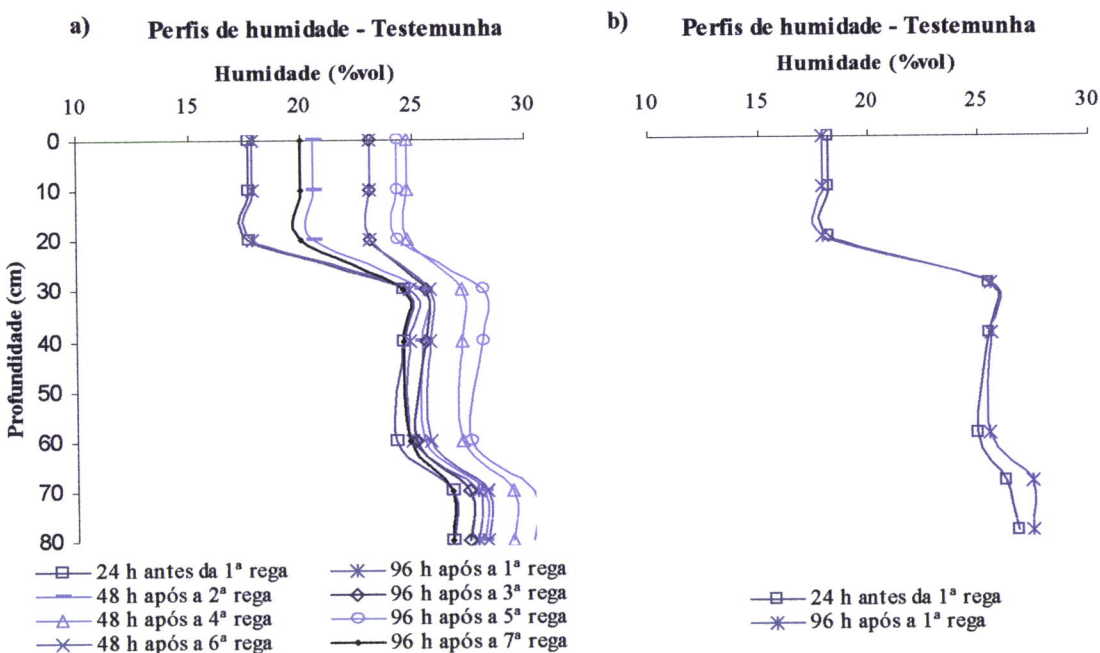 a) Perfis de humidade - Testemunha
Humidade (%vol)
10 15 20 25 30
0
10
20
30
40
50
60
70
80
Profundidade (cm)
24 h antes da 1ª rega
96 h após a 1ª rega
48 h após a 2ª rega
96 h após a 3ª rega
48 h após a 4ª rega
96 h após a 5ª rega
48 h após a 6ª rega
96 h após a 7ª rega
b) Perfis de humidade - Testemunha
Humidade (%vol)
10 15 20 25 30
24 h antes da 1ª rega
96 h após a 1ª rega